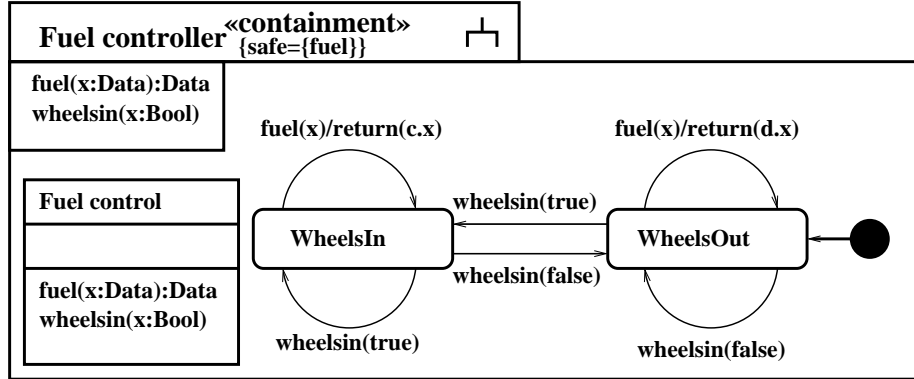 Fuel controller «containment»
{safe={fuel}}
fuel(x:Data):Data
wheelsin(x:Bool)
fuel(x)/return(c.x)
fuel(x)/return(d.x)
Fuel control
wheelsin(true)
WheelsIn
WheelsOut
wheelsin(false)
fuel(x:Data):Data
wheelsin(x:Bool)
wheelsin(true)
wheelsin(false)